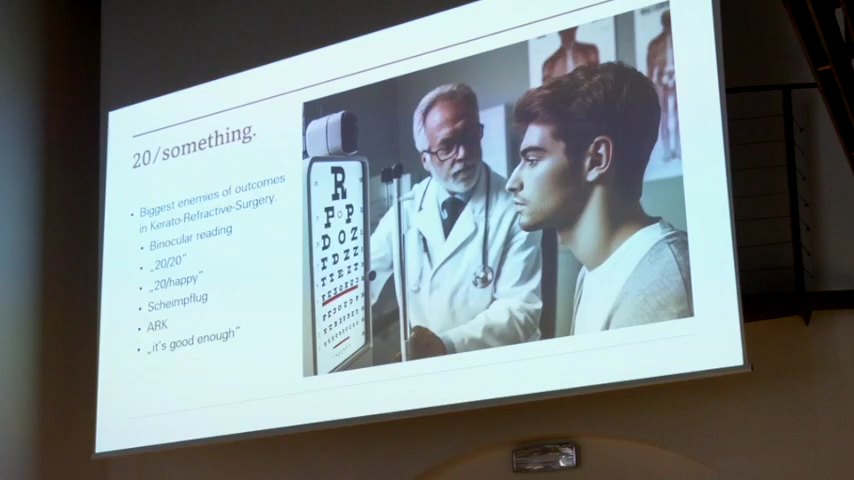 20/something.
• Biggest enemies of outcomes
in Kerato-Refractive-Surgery.
• Binocular reading
• „20/20"
• „20/happy"
• Scheimpflug
• ARK
• „it's good enough"
R
P P
D O Z